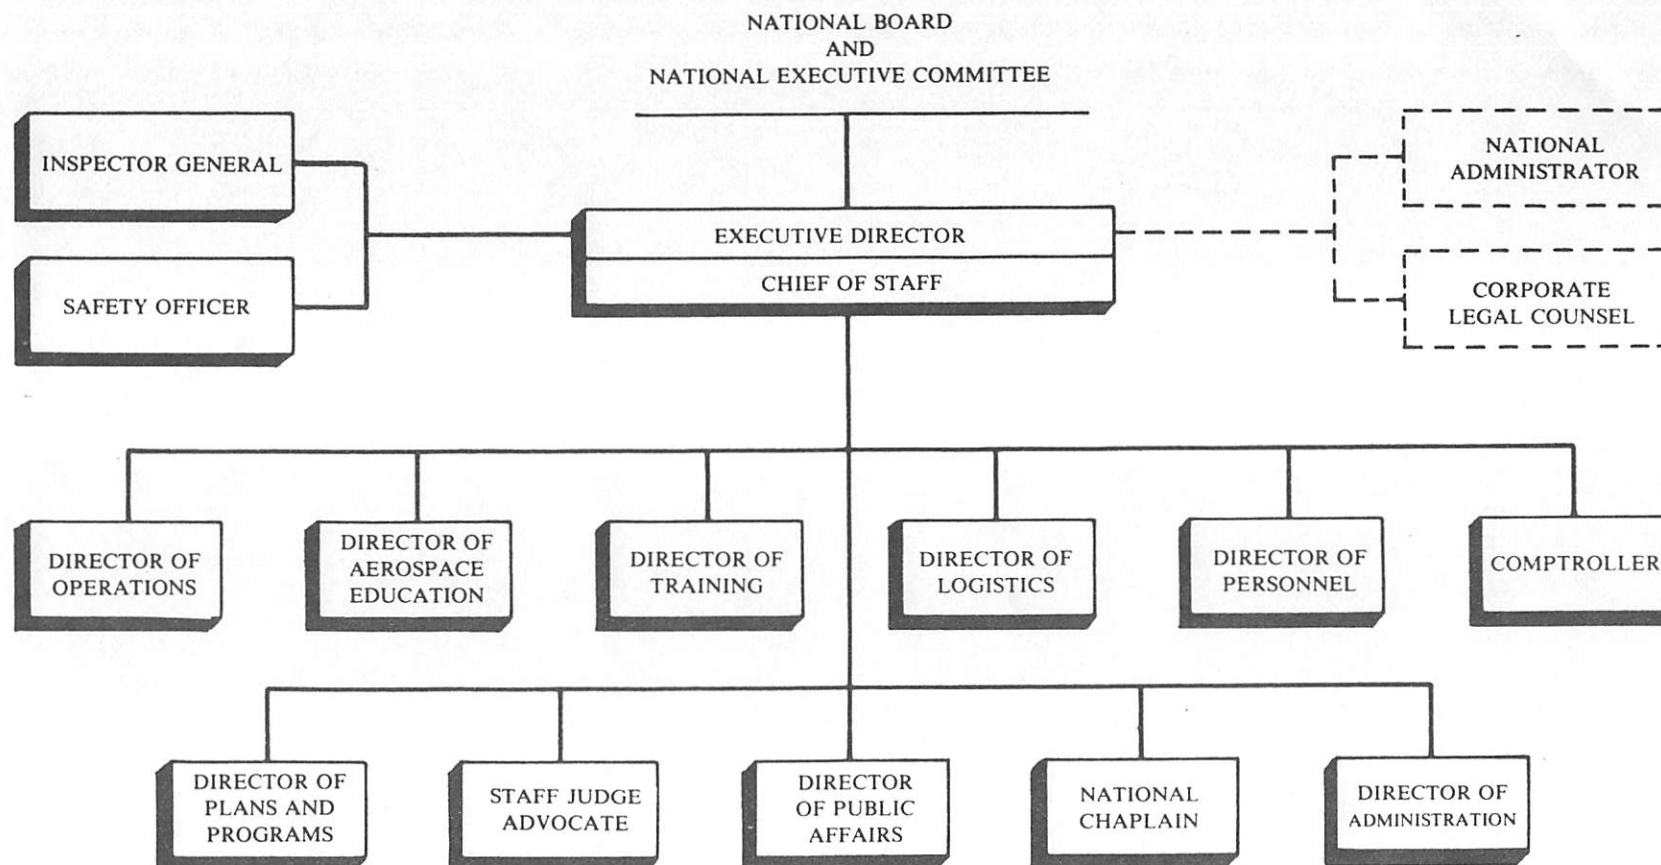 NATIONAL BOARD
AND
NATIONAL EXECUTIVE COMMITTEE
INSPECTOR GENERAL
NATIONAL
ADMINISTRATOR
EXECUTIVE DIRECTOR
CHIEF OF STAFF
SAFETY OFFICER
CORPORATE
LEGAL COUNSEL
DIRECTOR OF
OPERATIONS
DIRECTOR OF
AEROSPACE
EDUCATION
DIRECTOR OF
TRAINING
DIRECTOR OF
LOGISTICS
DIRECTOR OF
PERSONNEL
COMPTROLLER
DIRECTOR OF
PLANS AND
PROGRAMS
STAFF JUDGE
ADVOCATE
DIRECTOR
OF PUBLIC
AFFAIRS
NATIONAL
CHAPLAIN
DIRECTOR OF
ADMINISTRATION